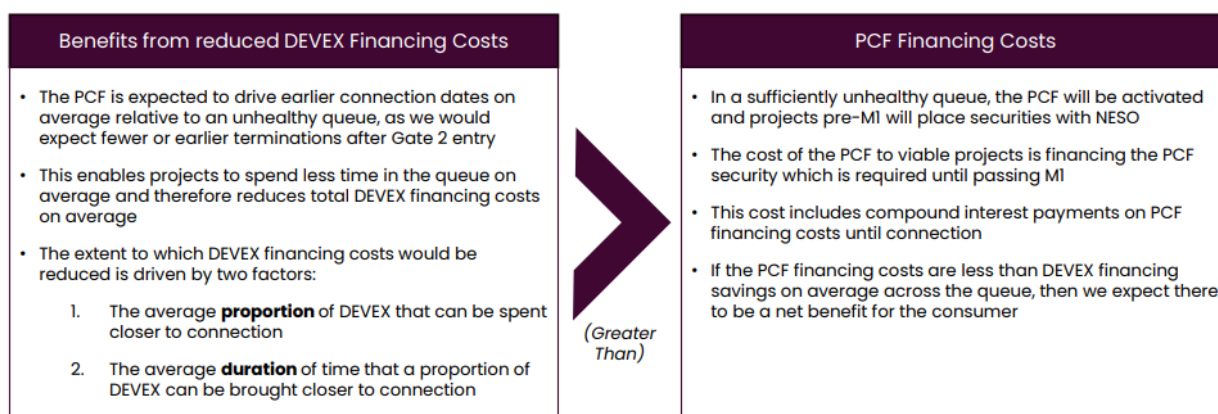 Benefits from reduced DEVEX Financing Costs
• The PCF is expected to drive earlier connection dates on
average relative to an unhealthy queue, as we would
expect fewer or earlier terminations after Gate 2 entry
• This enables projects to spend less time in the queue on
average and therefore reduces total DEVEX financing costs
on average
• The extent to which DEVEX financing costs would be
reduced is driven by two factors:
1. The average proportion of DEVEX that can be spent
closer to connection
2. The average duration of time that a proportion of
DEVEX can be brought closer to connection
(Greater
Than)
PCF Financing Costs
• In a sufficiently unhealthy queue, the PCF will be activated
and projects pre-M1 will place securities with NESO
• The cost of the PCF to viable projects is financing the PCF
security which is required until passing M1
• This cost includes compound interest payments on PCF
financing costs until connection
• If the PCF financing costs are less than DEVEX financing
savings on average across the queue, then we expect there
to be a net benefit for the consumer